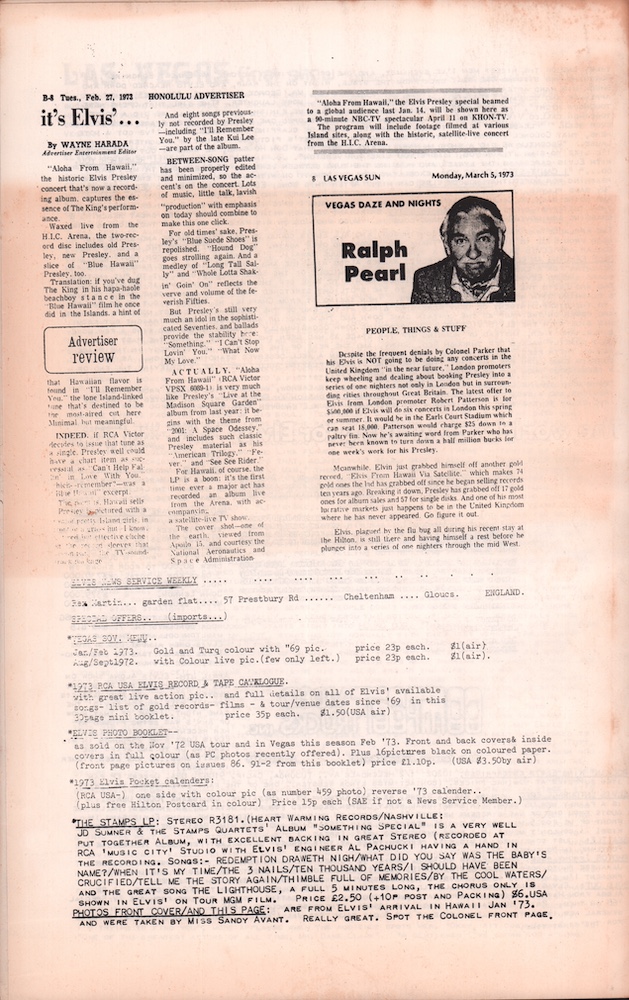 B-8 Tues., Feb. 27, 1973 HONOLULU ADVERTISER
it's Elvis'...
By WAYNE HARADA
Advertiser Entertainment Editor
"Aloha From Hawaii,"
the historic Elvis Presley
concert that's now a record-
ing album, captures the es-
sence of The King's perform-
ance.
Waxed live from the
H.I.C. Arena, the two-rec-
ord disc includes old Pres-
ley, new Presley, and a
slice of "Blue Hawaii"
Presley, too.
Translation: if you've dug
The King in his hapa-haole
beachboy stance in the
"Blue Hawaii" film he once
did in the Islands, a hint of
Advertiser
review
that Hawaiian flavor is
found in "I'll Remember
You," the lone Island-linked
tune that's destined to be
the most-aired cut here
Minimal, but meaningful.
INDEED, if RCA Victor
decides to issue that tune as
a single, Presley well could
have a chart item as
"Can't Help Fal
in Love With You,"
was a
excerpt.
Hawaii sells
Presley pictured with a
Island girls, in
but I know,
effective cliche
sleeves that
the TV sound-
And eight songs previous-
ly not recorded by Presley
—including "I'll Remember
You," by the late Kui Lee
—are part of the album.
BETWEEN-SONG patter
has been properly edited
and minimized, so the ac-
cent's on the concert. Lots
of music, little talk, lavish
"production" with emphasis
on today should combine to
make this one click.
For old times' sake, Pres-
ley's "Blue Suede Shoes" is
repolished. "Hound Dog"
goes strolling again. And a
medley of "Long Tall Sal-
ly" and "Whole Lotta Shak-
in' Goin' On" reflects the
verve and volume of the fe-
verish Fifties.
But Presley's still very
much an idol in the sophisti-
cated Seventies, and ballads
provide the stability here:
"Something," "I Can't Stop
Lovin' You." "What Now
My Love."
ACTUALLY, "Aloha
From Hawaii" (RCA Victor
VPSX 6089-1) is very much
like Presley's "Live at the
Madison Square Garden"
album from last year: it be-
gins with the theme from
"2001: A Space Odyssey,"
and includes such classic
Presley material as his
"American Trilogy," "Fe-
ver," and "See See Rider."
For Hawaii, of course, the
LP is a boon: it's the first
time ever a major act has
recorded an album live
from the Arena, with ac-
companying
a satellite-live TV show.
The cover shot—one of
the earth, viewed from
Apollo 15, and courtesy the
National Aeronautics and
Space Administration
"Aloha From Hawaii," the Elvis Presley special beamed
to a global audience last Jan. 14, will be shown here as
a 90-minute NBC-TV spectacular April 11 on KHON-TV.
The program will include footage filmed at various
Island sites, along with the historic, satellite-live concert
from the H.I.C. Arena.
8 LAS VEGAS SUN Monday, March 5, 1973
VEGAS DAZE AND NIGHTS
Ralph
Pearl
PEOPLE, THINGS & STUFF
Despite the frequent denials by Colonel Parker that
his Elvis is NOT going to be doing any concerts in the
United Kingdom "in the near future," London promoters
keep wheeling and dealing about booking Presley into a
series of one nighters not only in London but in surroun-
ding cities throughout Great Britain. The latest offer to
Elvis from London promoter Robert Patterson is for
$500,000 if Elvis will do six concerts in London this spring
or summer. It would be in the Earls Court Stadium which
can seat 18,000. Patterson would charge $25 down to a
paltry fin. Now he's awaiting word from Parker who has
never been known to turn down a half million bucks for
one week's work for his Presley.
Meanwhile, Elvis just grabbed himself off another gold
record, "Elvis From Hawaii Via Satellite," which makes 74
gold ones the lad has grabbed off since he began selling records
ten years ago. Breaking it down, Presley has grabbed off 17 gold
ones for album sales and 57 for single disks. And one of his most
lucrative markets just happens to be in the United Kingdom
where he has never appeared. Go figure it out.
Elvis, plagued by the flu bug all during his recent stay at
the Hilton, is still there and having himself a rest before he
plunges into a series of one nighters through the mid West.
ELVIS NEWS SERVICE WEEKLY ..... .... ... ... .. .. .
Rex Martin... garden flat.... 57 Prestbury Rd ...... Cheltenham .... Gloucs. ENGLAND.
SPECIAL OFFERS.. (imports...)
*VEGAS SOV. MENU..
Jan/Feb 1973. Gold and Turq colour with "69 pic. price 23p each. $1(air)
Aug/Sept1972. with Colour live pic.(few only left.) price 23p each. $1(air).
*1973 RCA USA ELVIS RECORD & TAPE CATALOGUE.
with great live action pic.. and full details on all of Elvis' available
songs- list of gold records- films - & tour/venue dates since '69 in this
30page mini booklet. price 35p each. $1.50(USA air)
*ELVIS PHOTO BOOKLET--
as sold on the Nov '72 USA tour and in Vegas this season Feb '73. Front and back covers& inside
covers in full colour (as PC photos recently offered). Plus 16pictures black on coloured paper.
(front page pictures on issues 86. 91-2 from this booklet) price £1.10p. (USA $3.50by air)
*1973 Elvis Pocket calenders:
(RCA USA-) one side with colour pic (as number 459 photo) reverse '73 calender..
(plus free Hilton Postcard in colour) Price 15p each (SAE if not a News Service Member.)
*THE STAMPS LP: STEREO R3181.(HEART WARMING RECORDS/NASHVILLE:
JD SUMNER & THE STAMPS QUARTETS' ALBUM "SOMETHING SPECIAL" IS A VERY WELL
PUT TOGETHER ALBUM, WITH EXCELLENT BACKING IN GREAT STEREO (RECORDED AT
RCA 'MUSIC CITY' STUDIO WITH ELVIS' ENGINEER AL PACHUCKI HAVING A HAND IN
THE RECORDING. SONGS:- REDEMPTION DRAWETH NIGH/WHAT DID YOU SAY WAS THE BABY'S
NAME?/WHEN IT'S MY TIME/THE 3 NAILS/TEN THOUSAND YEARS/I SHOULD HAVE BEEN
CRUCIFIED/TELL ME THE STORY AGAIN/THIMBLE FULL OF MEMORIES/BY THE COOL WATERS/
AND THE GREAT SONG THE LIGHTHOUSE, A FULL 5 MINUTES LONG, THE CHORUS ONLY IS
SHOWN IN ELVIS' ON TOUR MGM FILM. PRICE £2.50 (+10P POST AND PACKING) $6.USA
PHOTOS FRONT COVER/AND THIS PAGE: ARE FROM ELVIS' ARRIVAL IN HAWAII JAN '73.
AND WERE TAKEN BY MISS SANDY AVANT. REALLY GREAT. SPOT THE COLONEL FRONT PAGE.